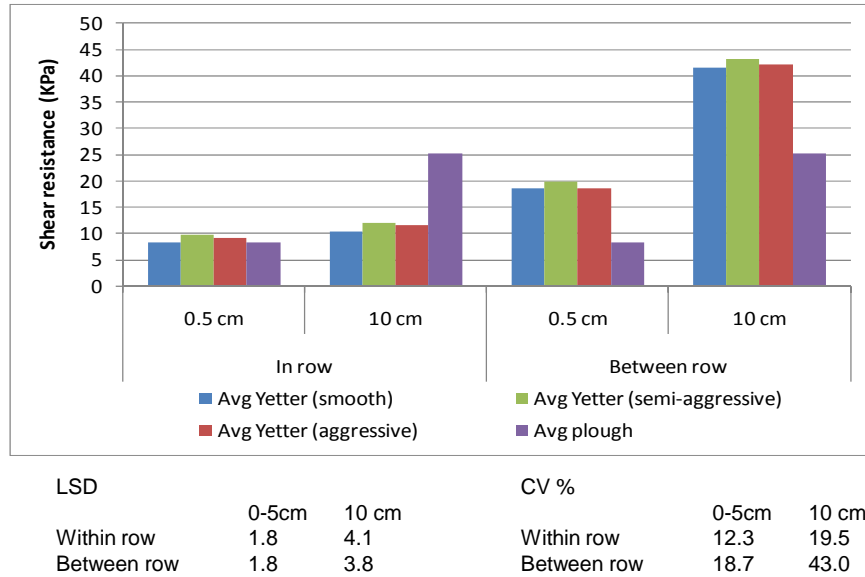 Shear resistance (KPa)
50
45
40
35
30
25
20
15
10
5
0
0.5 cm 10 cm 0.5 cm 10 cm
In row Between row
Avg Yetter (smooth) Avg Yetter (semi-aggressive)
Avg Yetter (aggressive) Avg plough
LSD CV %
0-5cm 10 cm 0-5cm 10 cm
Within row 1.8 4.1 Within row 12.3 19.5
Between row 1.8 3.8 Between row 18.7 43.0